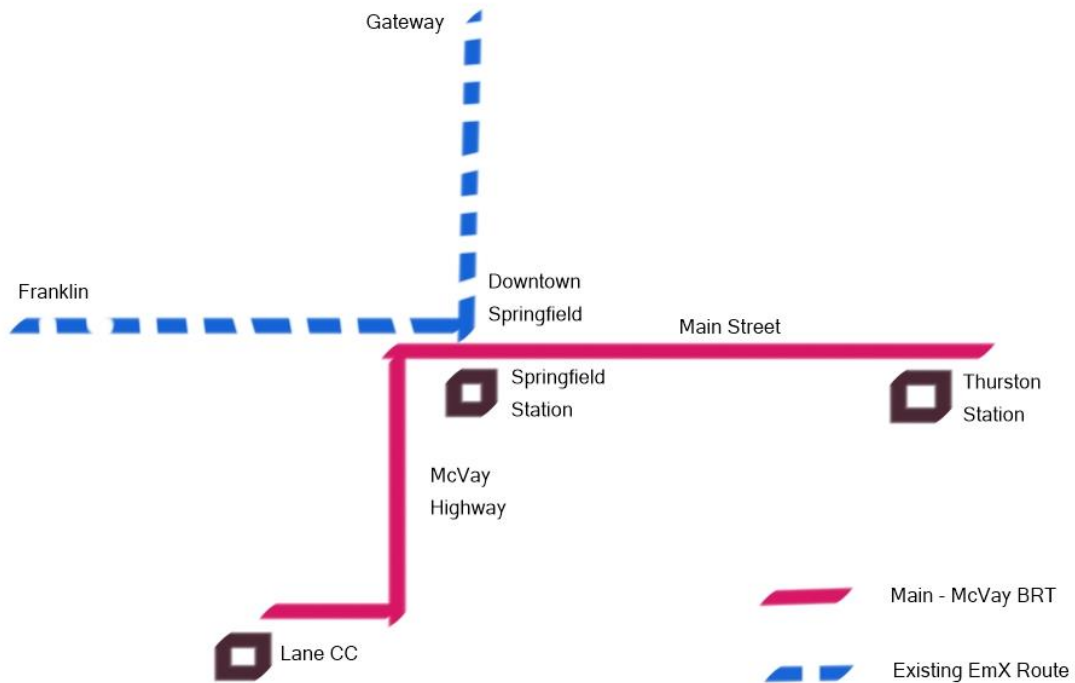 Gateway
Franklin
Downtown
Springfield
Main Street
Springfield
Station
Thurston
Station
McVay
Highway
Main - McVay BRT
Lane CC
Existing EmX Route